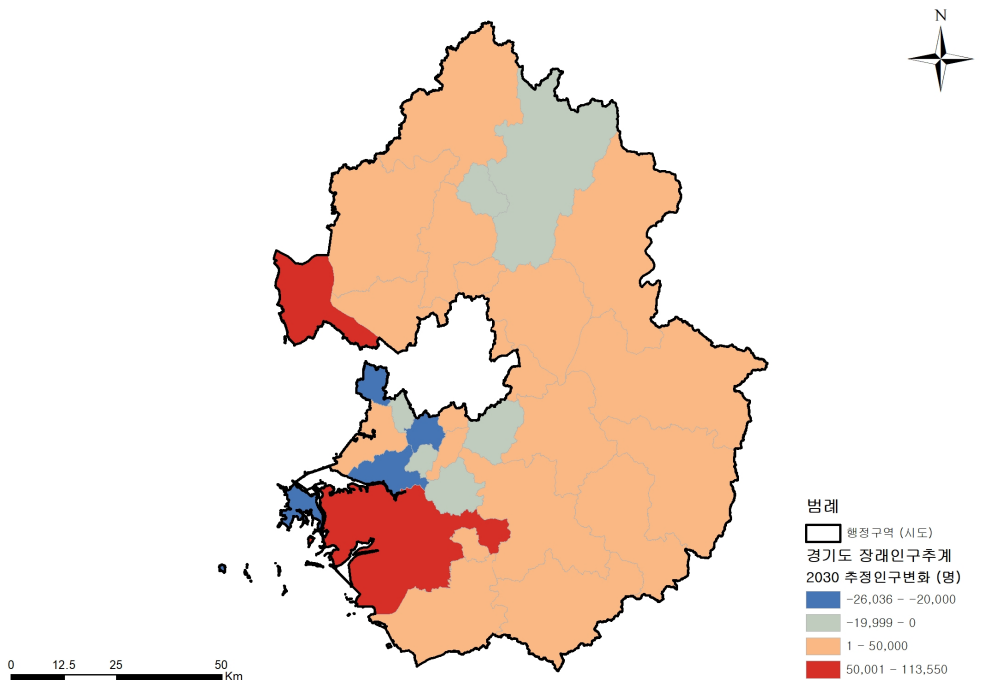 N
범례
행정구역 (시도)
경기도 장래인구추계
2030 추정인구변화 (명)
-26,036 - -20,000
-19,999 - 0
1 - 50,000
50,001 - 113,550
0 12.5 25 50
Km